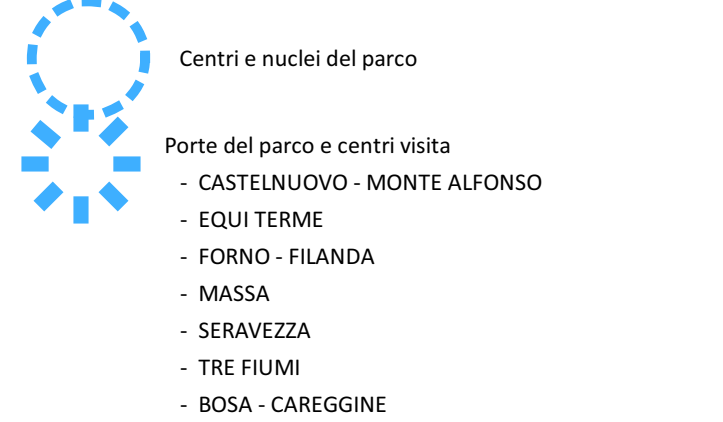 Centri e nuclei del parco
Porte del parco e centri visita
- CASTELNUOVO - MONTE ALFONSO
- EQUI TERME
- FORNO - FILANDA
- MASSA
- SERAVEZZA
- TRE FIUMI
- BOSA - CAREGGINE